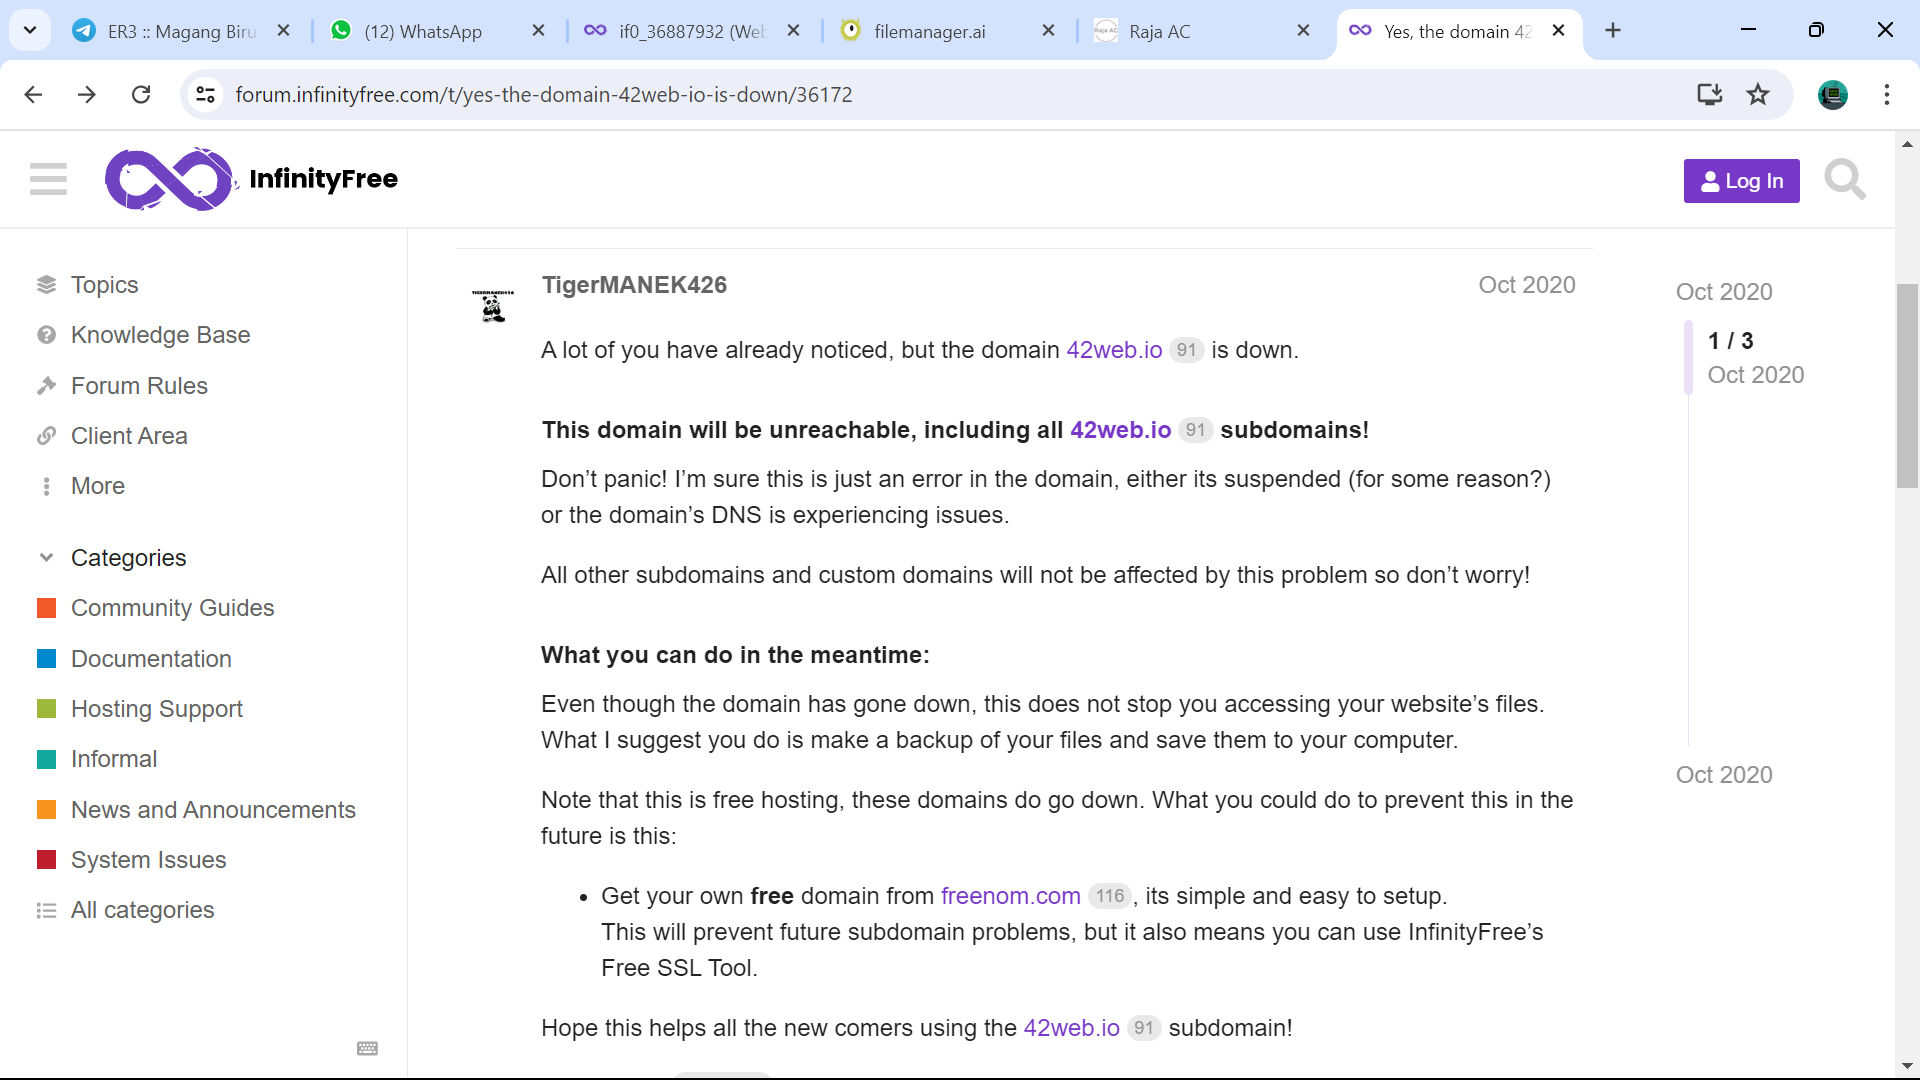 ER3 :: Magang Biru
(12) WhatsApp
if0_36887932 (Web
filemanager.ai
Raja AC
Yes, the domain 42
forum.infinityfree.com/t/yes-the-domain-42web-io-is-down/36172
InfinityFree
Log In
Topics
Knowledge Base
Forum Rules
Client Area
More
Categories
Community Guides
Documentation
Hosting Support
Informal
News and Announcements
System Issues
All categories
TigerMANEK426
Oct 2020
A lot of you have already noticed, but the domain 42web.io 91 is down.
This domain will be unreachable, including all 42web.io 91 subdomains!
Don’t panic! I’m sure this is just an error in the domain, either its suspended (for some reason?)
or the domain’s DNS is experiencing issues.
All other subdomains and custom domains will not be affected by this problem so don’t worry!
What you can do in the meantime:
Even though the domain has gone down, this does not stop you accessing your website’s files.
What I suggest you do is make a backup of your files and save them to your computer.
Note that this is free hosting, these domains do go down. What you could do to prevent this in the
future is this:
• Get your own free domain from freenom.com 116, its simple and easy to setup.
This will prevent future subdomain problems, but it also means you can use InfinityFree’s
Free SSL Tool.
Hope this helps all the new comers using the 42web.io 91 subdomain!
Oct 2020
1 / 3
Oct 2020
Oct 2020